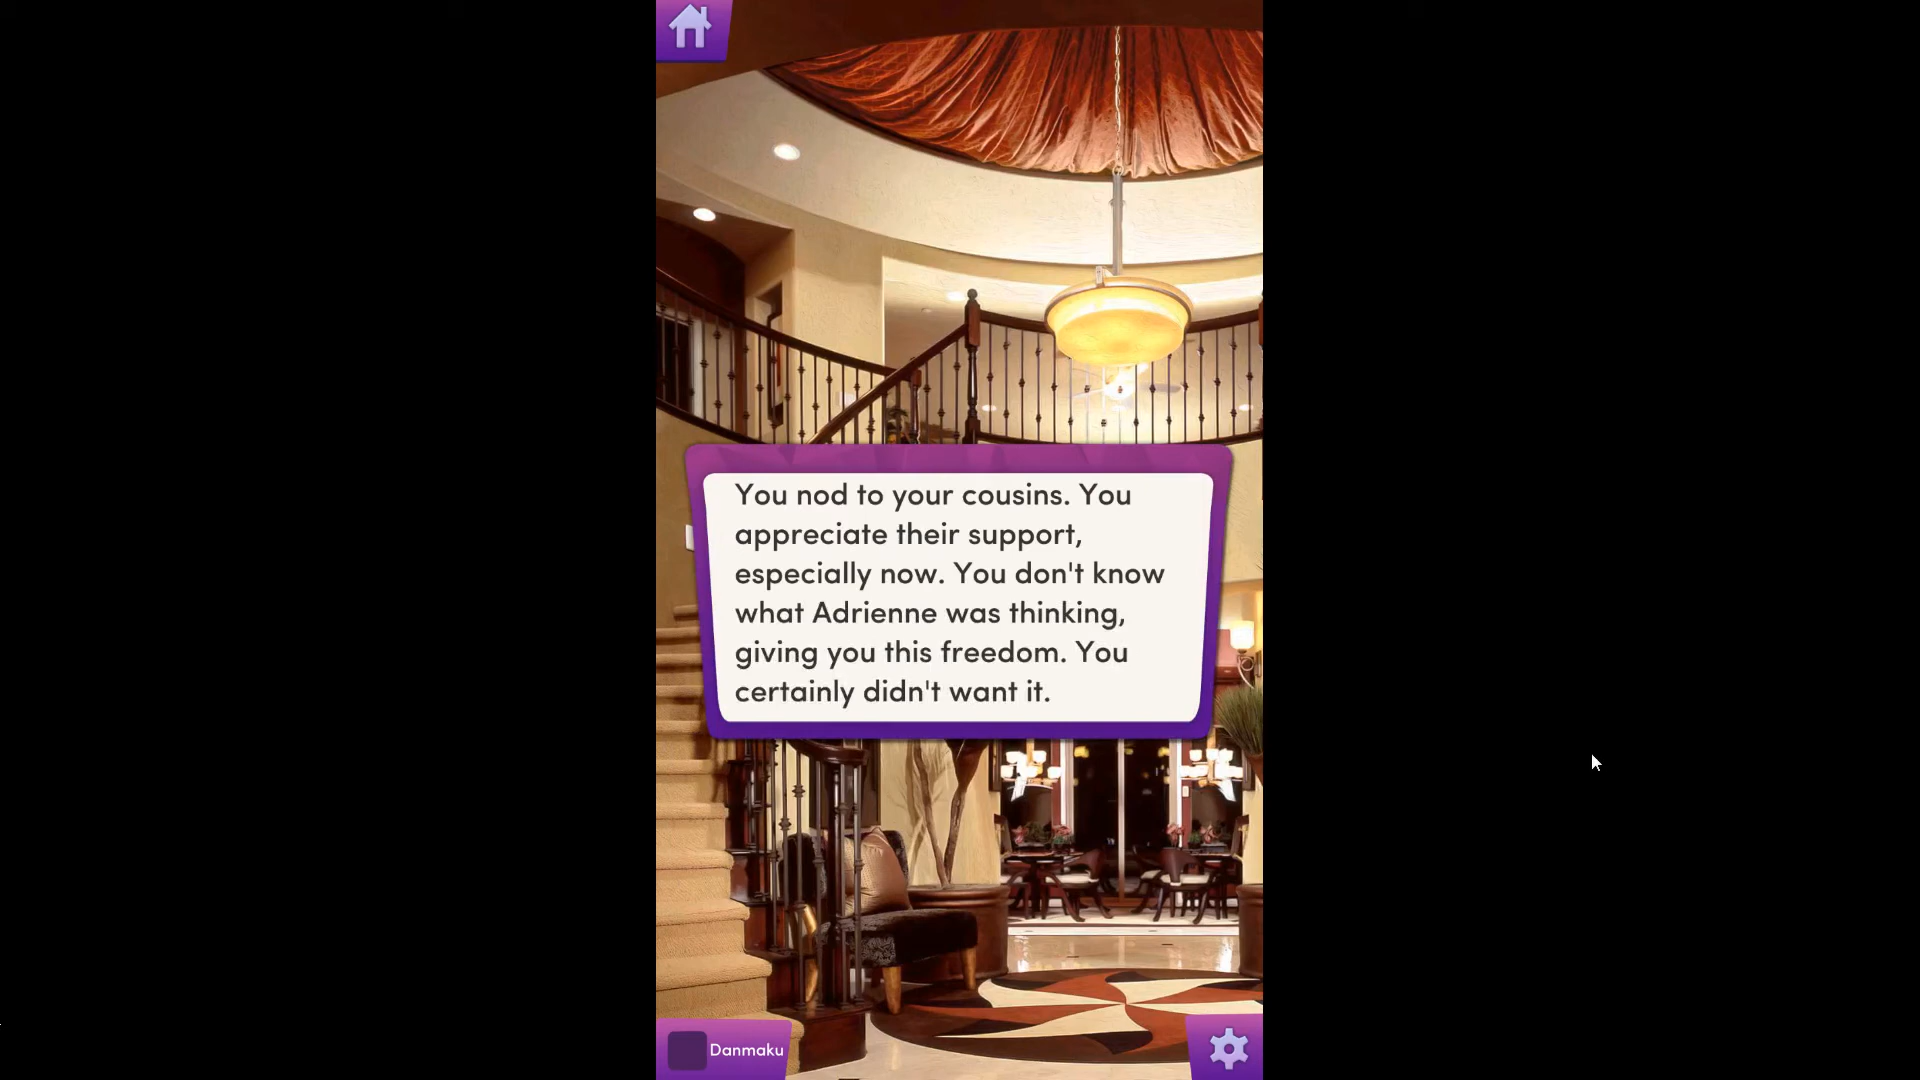 You nod to your cousins. You
appreciate their support,
especially now. You don't know
what Adrienne was thinking,
giving you this freedom. You
certainly didn't want it.
Danmaku